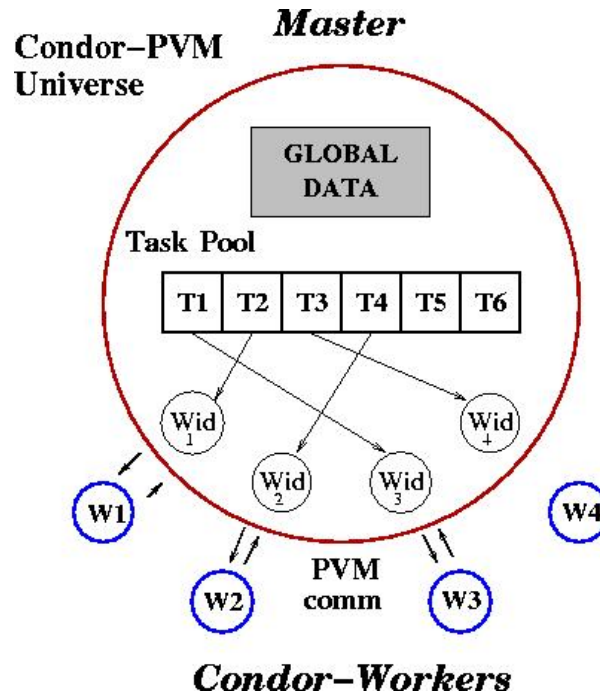 Master
Condor–PVM
Universe
GLOBAL
DATA
Task Pool
T1 T2 T3 T4 T5 T6
Wid
1
Wid
4
Wid
2
Wid
3
W1
W4
W2
PVM
comm
W3
Condor–Workers